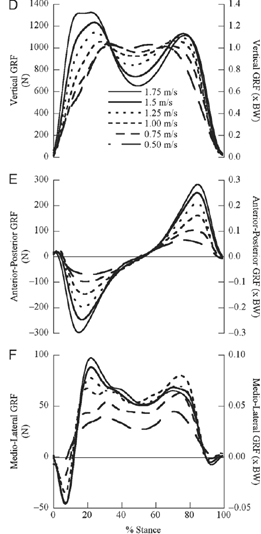 D
1400
1200
1000
800
600
400
200
0
Vertical GRF
(N)
1.4
1.2
1.0
0.8
0.6
0.4
0.2
0.0
Vertical GRF
(x BW)
1.75 m/s
1.5 m/s
1.25 m/s
1.00 m/s
0.75 m/s
0.50 m/s
E
300
200
100
0
−100
−200
−300
Anterior-Posterior GRF
(N)
0.3
0.2
0.1
0.0
−0.1
−0.2
−0.3
Anterior-Posterior GRF
(x BW)
F
100
50
0
−50
Medio-Lateral GRF
(N)
0.10
0.05
0.00
−0.05
Medio-Lateral GRF
(x BW)
0 20 40 60 80 100
% Stance